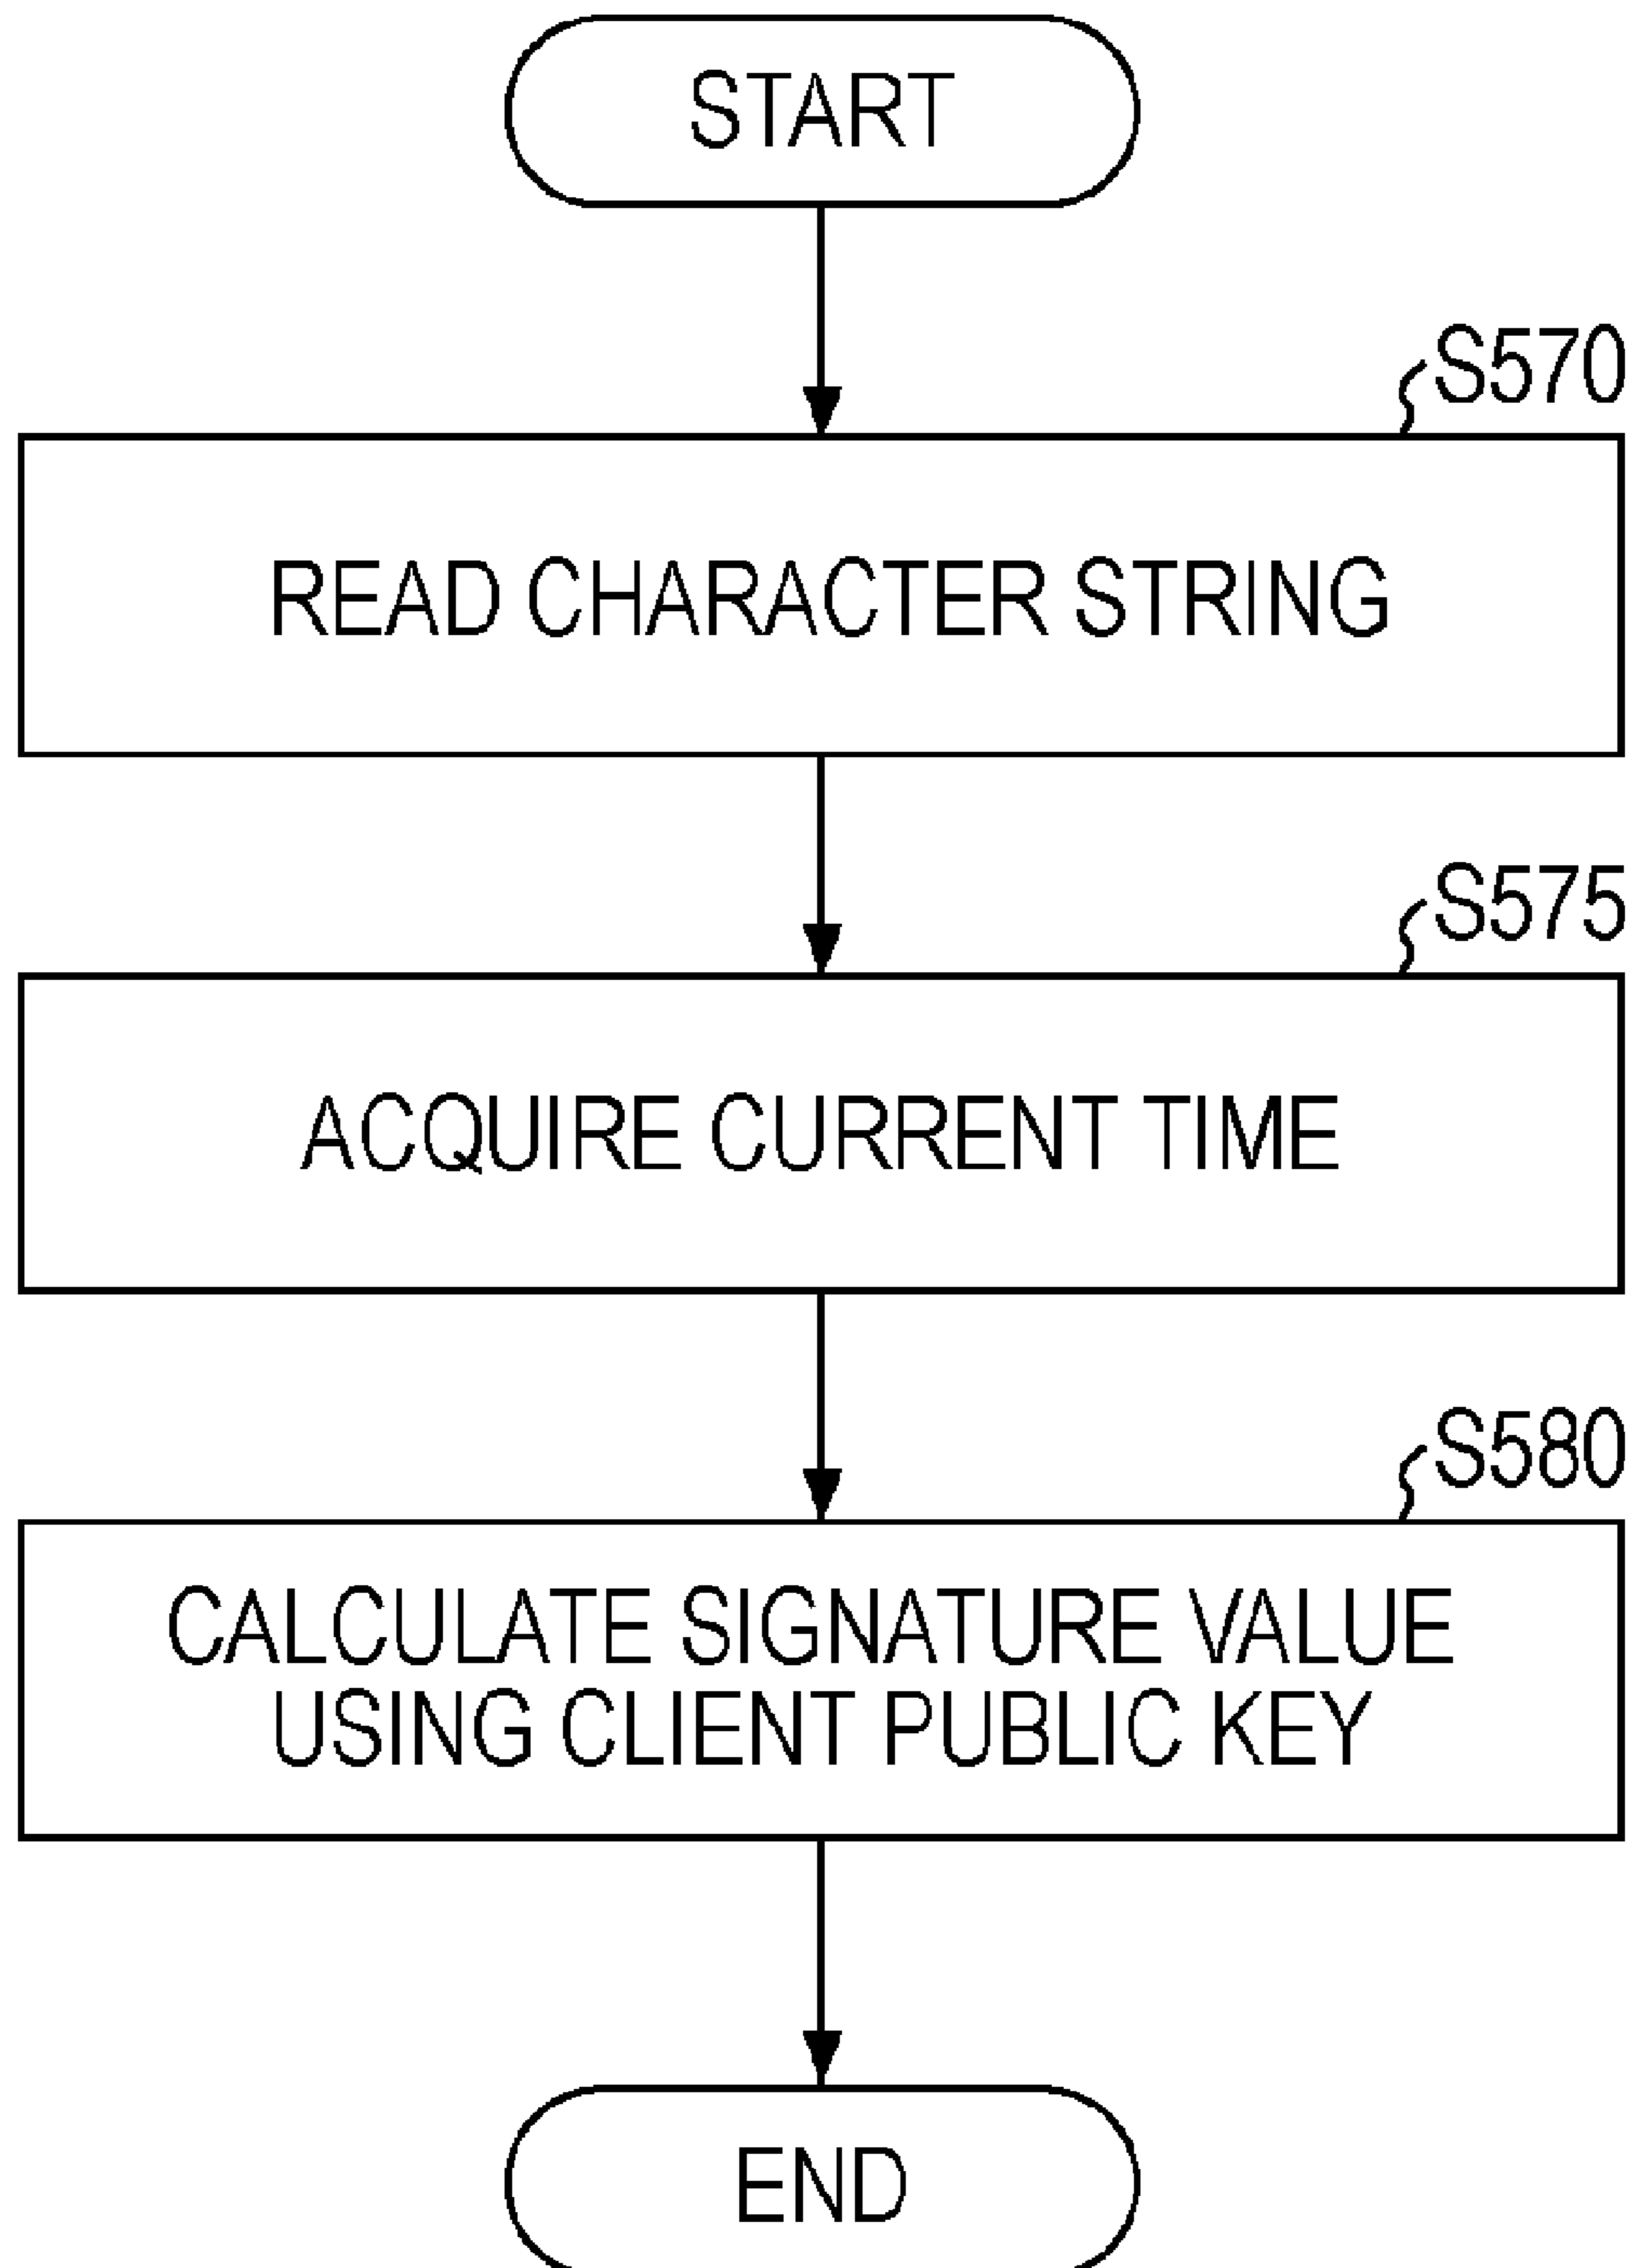 START
S570
READ CHARACTER STRING
S575
ACQUIRE CURRENT TIME
S580
CALCULATE SIGNATURE VALUE
USING CLIENT PUBLIC KEY
END